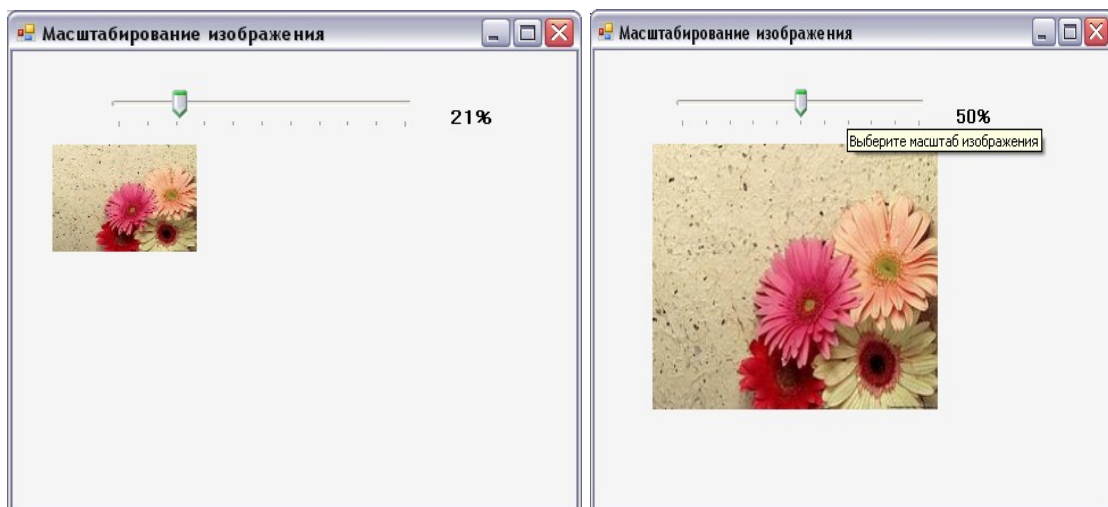 Масштабирование изображения
21%
Масштабирование изображения
50%
Выберите масштаб изображения